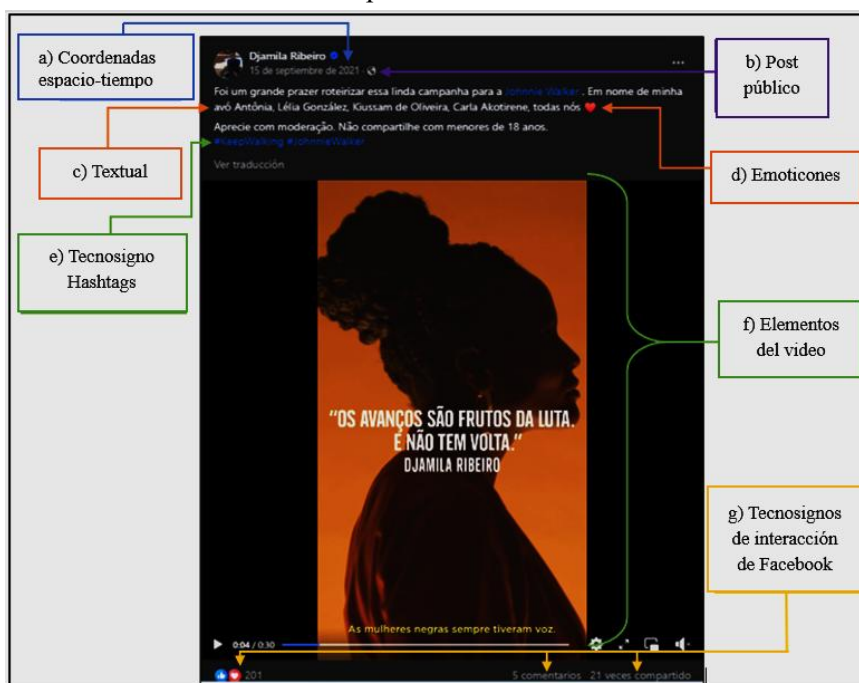 a) Coordenadas
espacio-tiempo
Djamila Ribeiro
15 de septiembre de 2021
b) Post
público
Foi um grande prazer roteirizar essa linda campanha para a Johnnie Walker . Em nome de minha
avó Antônia, Lélia González, Kiussam de Oliveira, Carla Akotirene, todas nós ❤️
Aprecie com moderação. Não compartilhe com menores de 18 anos.
#KeepWalking #JohnnieWalker
Ver traducción
c) Textual
d) Emoticones
e) Tecnosigno
Hashtags
f) Elementos
del video
"OS AVANÇOS SÃO FRUTOS DA LUTA.
E NÃO TEM VOLTA."
DJAMILA RIBEIRO
g) Tecnosignos
de interacción
de Facebook
As mulheres negras sempre tiveram voz.
0:04 / 0:30
201
5 comentarios · 21 veces compartido